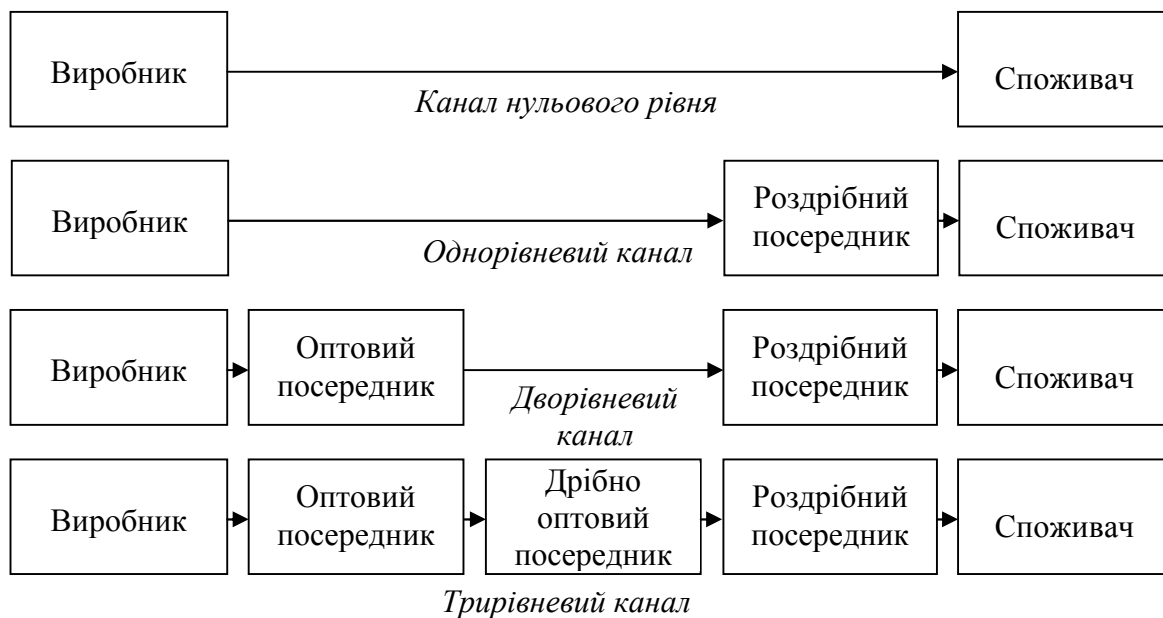 Виробник
Споживач
Канал нульового рівня
Виробник
Роздрібний
посередник
Споживач
Однорівневий канал
Виробник
Оптовий
посередник
Роздрібний
посередник
Споживач
Дворівневий
канал
Виробник
Оптовий
посередник
Дрібно
оптовий
посередник
Роздрібний
посередник
Споживач
Трирівневий канал